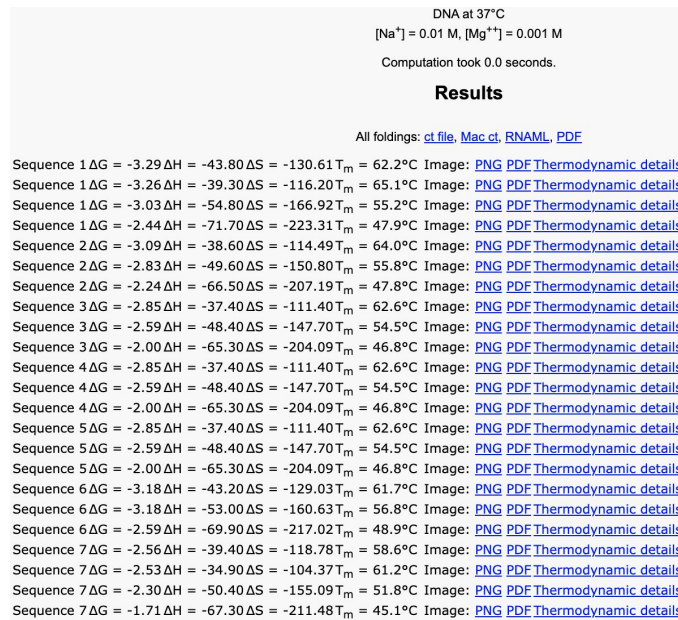 DNA at 37°C
[Na+] = 0.01 M, [Mg++] = 0.001 M
Computation took 0.0 seconds.
Results
All foldings: ct file, Mac ct, RNAML, PDF
Sequence 1 ΔG = -3.29 ΔH = -43.80 ΔS = -130.61 Tm = 62.2°C Image: PNG PDF Thermodynamic details
Sequence 1 ΔG = -3.26 ΔH = -39.30 ΔS = -116.20 Tm = 65.1°C Image: PNG PDF Thermodynamic details
Sequence 1 ΔG = -3.03 ΔH = -54.80 ΔS = -166.92 Tm = 55.2°C Image: PNG PDF Thermodynamic details
Sequence 1 ΔG = -2.44 ΔH = -71.70 ΔS = -223.31 Tm = 47.9°C Image: PNG PDF Thermodynamic details
Sequence 2 ΔG = -3.09 ΔH = -38.60 ΔS = -114.49 Tm = 64.0°C Image: PNG PDF Thermodynamic details
Sequence 2 ΔG = -2.83 ΔH = -49.60 ΔS = -150.80 Tm = 55.8°C Image: PNG PDF Thermodynamic details
Sequence 2 ΔG = -2.24 ΔH = -66.50 ΔS = -207.19 Tm = 47.8°C Image: PNG PDF Thermodynamic details
Sequence 3 ΔG = -2.85 ΔH = -37.40 ΔS = -111.40 Tm = 62.6°C Image: PNG PDF Thermodynamic details
Sequence 3 ΔG = -2.59 ΔH = -48.40 ΔS = -147.70 Tm = 54.5°C Image: PNG PDF Thermodynamic details
Sequence 3 ΔG = -2.00 ΔH = -65.30 ΔS = -204.09 Tm = 46.8°C Image: PNG PDF Thermodynamic details
Sequence 4 ΔG = -2.85 ΔH = -37.40 ΔS = -111.40 Tm = 62.6°C Image: PNG PDF Thermodynamic details
Sequence 4 ΔG = -2.59 ΔH = -48.40 ΔS = -147.70 Tm = 54.5°C Image: PNG PDF Thermodynamic details
Sequence 4 ΔG = -2.00 ΔH = -65.30 ΔS = -204.09 Tm = 46.8°C Image: PNG PDF Thermodynamic details
Sequence 5 ΔG = -2.85 ΔH = -37.40 ΔS = -111.40 Tm = 62.6°C Image: PNG PDF Thermodynamic details
Sequence 5 ΔG = -2.59 ΔH = -48.40 ΔS = -147.70 Tm = 54.5°C Image: PNG PDF Thermodynamic details
Sequence 5 ΔG = -2.00 ΔH = -65.30 ΔS = -204.09 Tm = 46.8°C Image: PNG PDF Thermodynamic details
Sequence 6 ΔG = -3.18 ΔH = -43.20 ΔS = -129.03 Tm = 61.7°C Image: PNG PDF Thermodynamic details
Sequence 6 ΔG = -3.18 ΔH = -53.00 ΔS = -160.63 Tm = 56.8°C Image: PNG PDF Thermodynamic details
Sequence 6 ΔG = -2.59 ΔH = -69.90 ΔS = -217.02 Tm = 48.9°C Image: PNG PDF Thermodynamic details
Sequence 7 ΔG = -2.56 ΔH = -39.40 ΔS = -118.78 Tm = 58.6°C Image: PNG PDF Thermodynamic details
Sequence 7 ΔG = -2.53 ΔH = -34.90 ΔS = -104.37 Tm = 61.2°C Image: PNG PDF Thermodynamic details
Sequence 7 ΔG = -2.30 ΔH = -50.40 ΔS = -155.09 Tm = 51.8°C Image: PNG PDF Thermodynamic details
Sequence 7 ΔG = -1.71 ΔH = -67.30 ΔS = -211.48 Tm = 45.1°C Image: PNG PDF Thermodynamic details